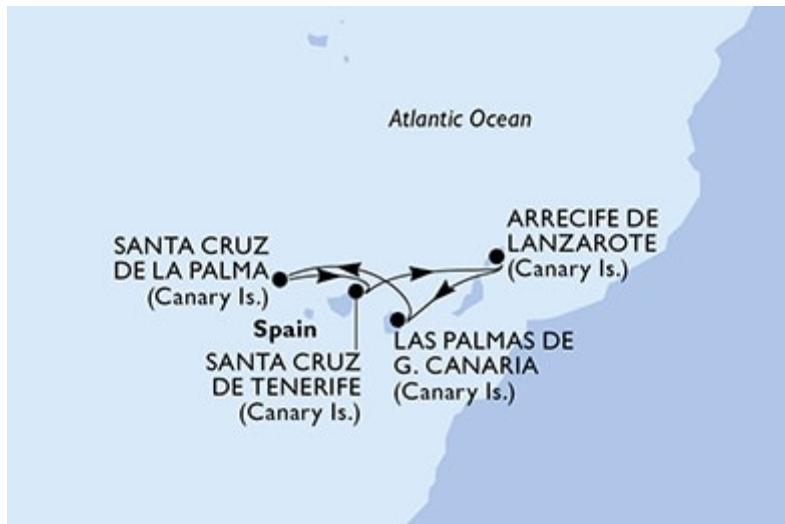 Atlantic Ocean
ARRECIFE DE
LANZAROTE
(Canary Is.)
SANTA CRUZ
DE LA PALMA
(Canary Is.)
Spain
SANTA CRUZ
DE TENERIFE
(Canary Is.)
LAS PALMAS DE
G. CANARIA
(Canary Is.)